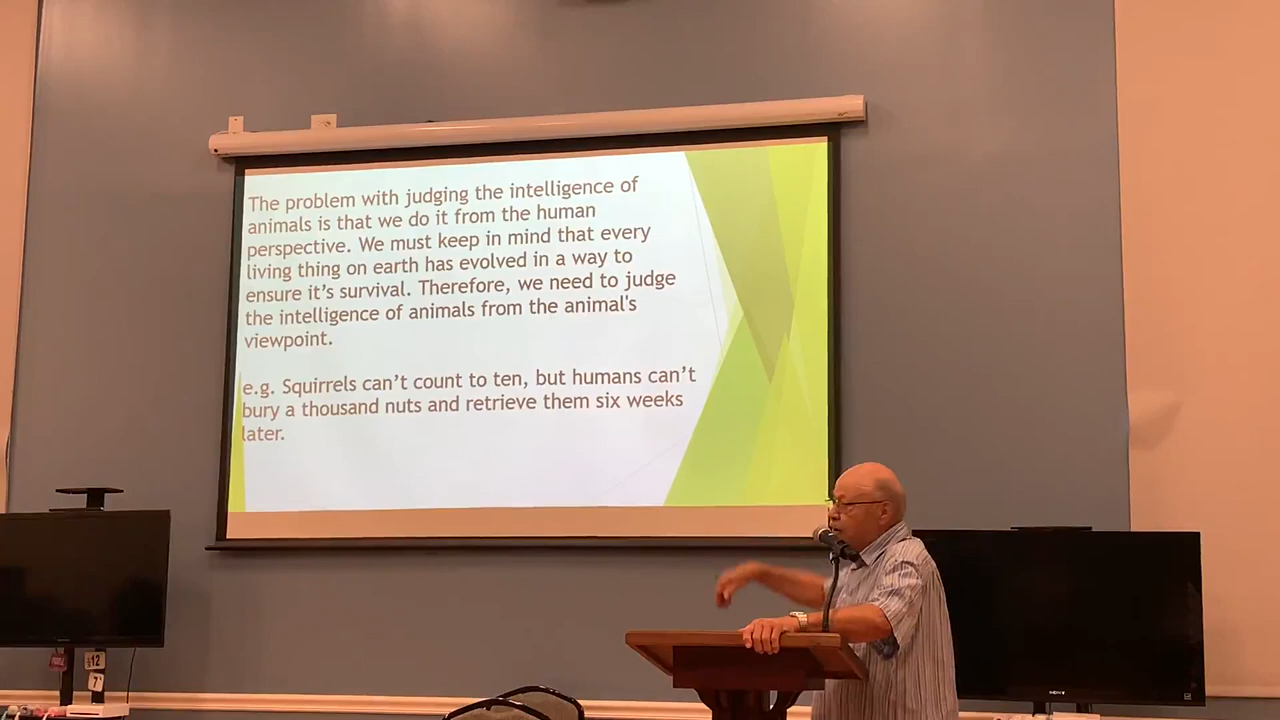 The problem with judging the intelligence of
animals is that we do it from the human
perspective. We must keep in mind that every
living thing on earth has evolved in a way to
ensure it’s survival. Therefore, we need to judge
the intelligence of animals from the animal's
viewpoint.
e.g. Squirrels can’t count to ten, but humans can’t
bury a thousand nuts and retrieve them six weeks
later.
12
7